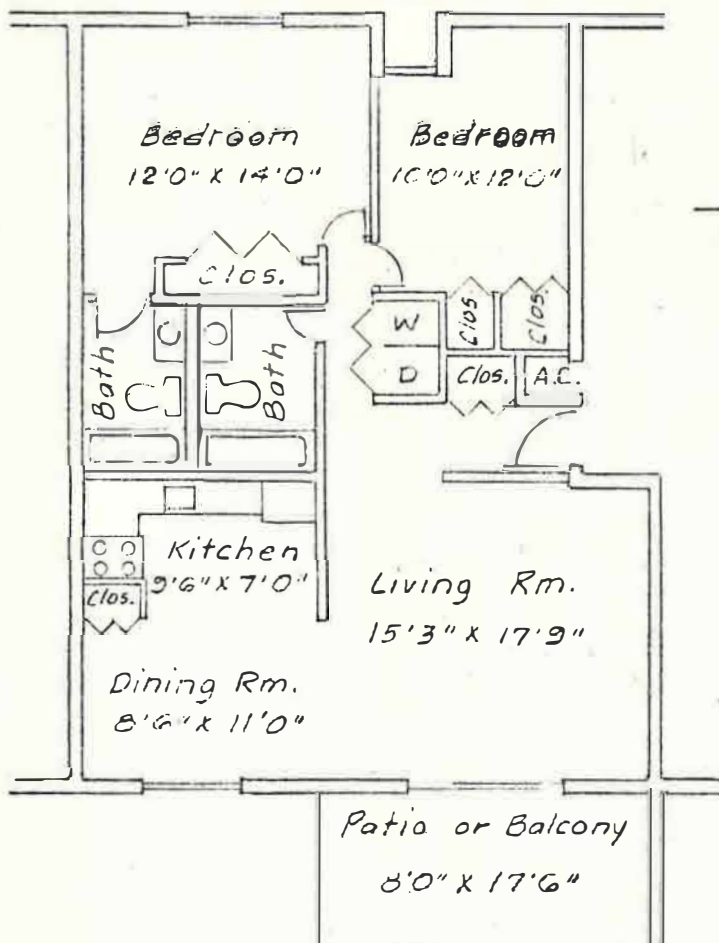 Bedroom
12'0" X 14'0"
Bedroom
10'0" X 12'0"
Clos.
Clos.
Clos.
W
D
Clos.
A.C.
Bath
Bath
Kitchen
9'6" X 7'0"
Clos.
Living Rm.
15'3" X 17'9"
Dining Rm.
8'6" X 11'0"
Patio or Balcony
8'0" X 17'6"